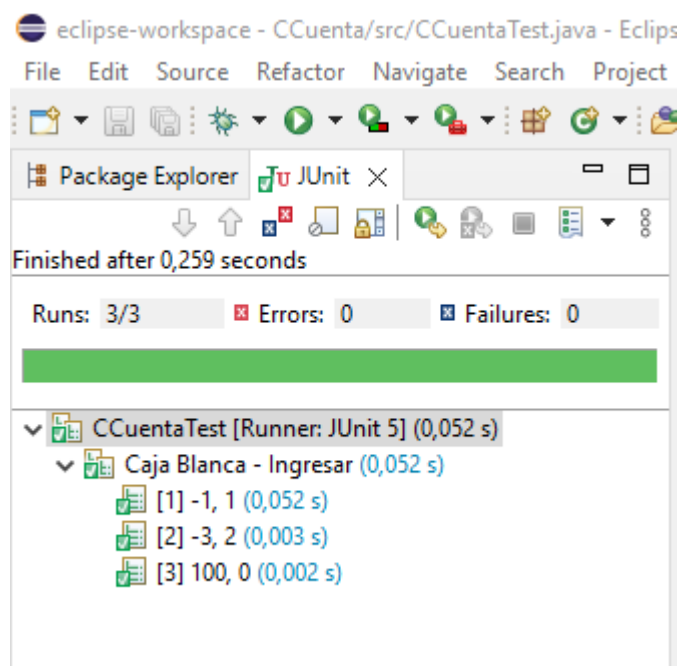 eclipse-workspace - CCuenta/src/CCuentaTest.java - Eclips
File Edit Source Refactor Navigate Search Project
Package Explorer JUnit
Finished after 0,259 seconds
Runs: 3/3 Errors: 0 Failures: 0
CCuentaTest [Runner: JUnit 5] (0,052 s)
Caja Blanca - Ingresar (0,052 s)
[1] -1, 1 (0,052 s)
[2] -3, 2 (0,003 s)
[3] 100, 0 (0,002 s)